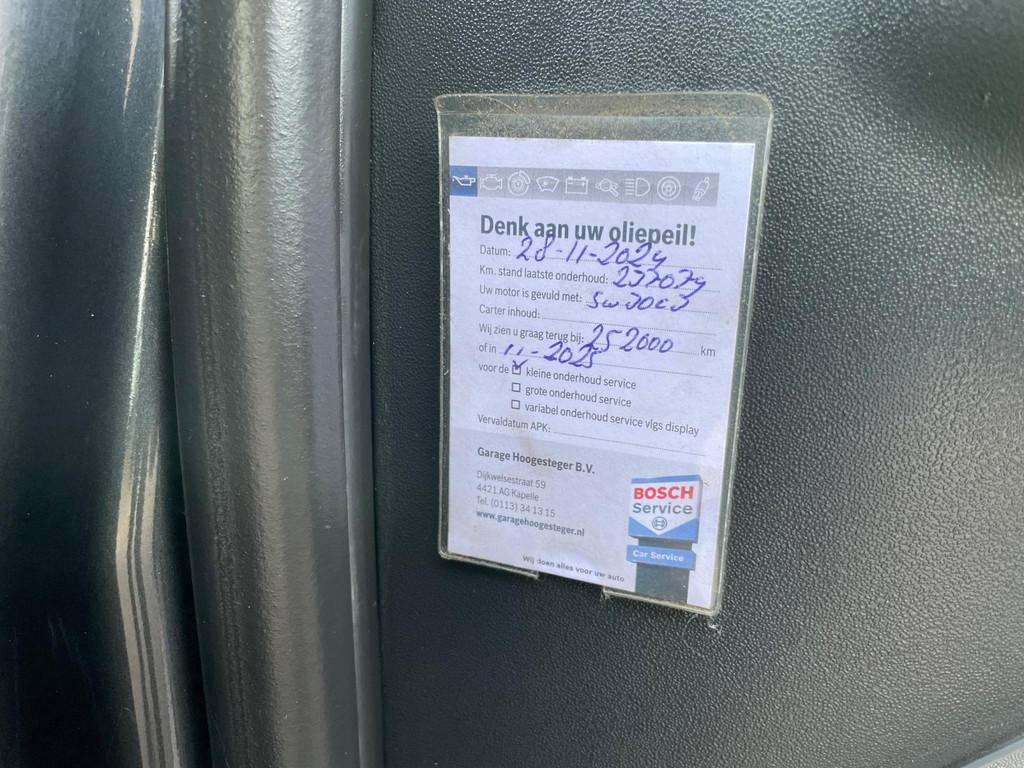 Denk aan uw oliepeil!
Datum: 28-11-2024
Km. stand laatste onderhoud: 237079
Uw motor is gevuld met: 5w30
Carter inhoud:
Wij zien u graag terug bij: 252000 km
of in 11-2025
voor de kleine onderhoud service
grote onderhoud service
variabel onderhoud service vlgs display
Vervaldatum APK:
Garage Hoogesteger B.V.
Dijkwelsestraat 59
4421 AG Kapelle
Tel. (0113) 34 13 15
www.garagehoogesteger.nl
BOSCH
Service
Car Service
Wij doen alles voor uw auto